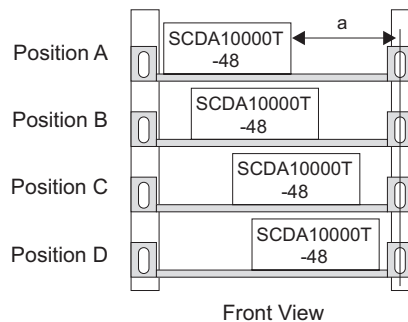 a
Position A
SCDA10000T
-48
Position B
SCDA10000T
-48
Position C
SCDA10000T
-48
Position D
SCDA10000T
-48
Front View